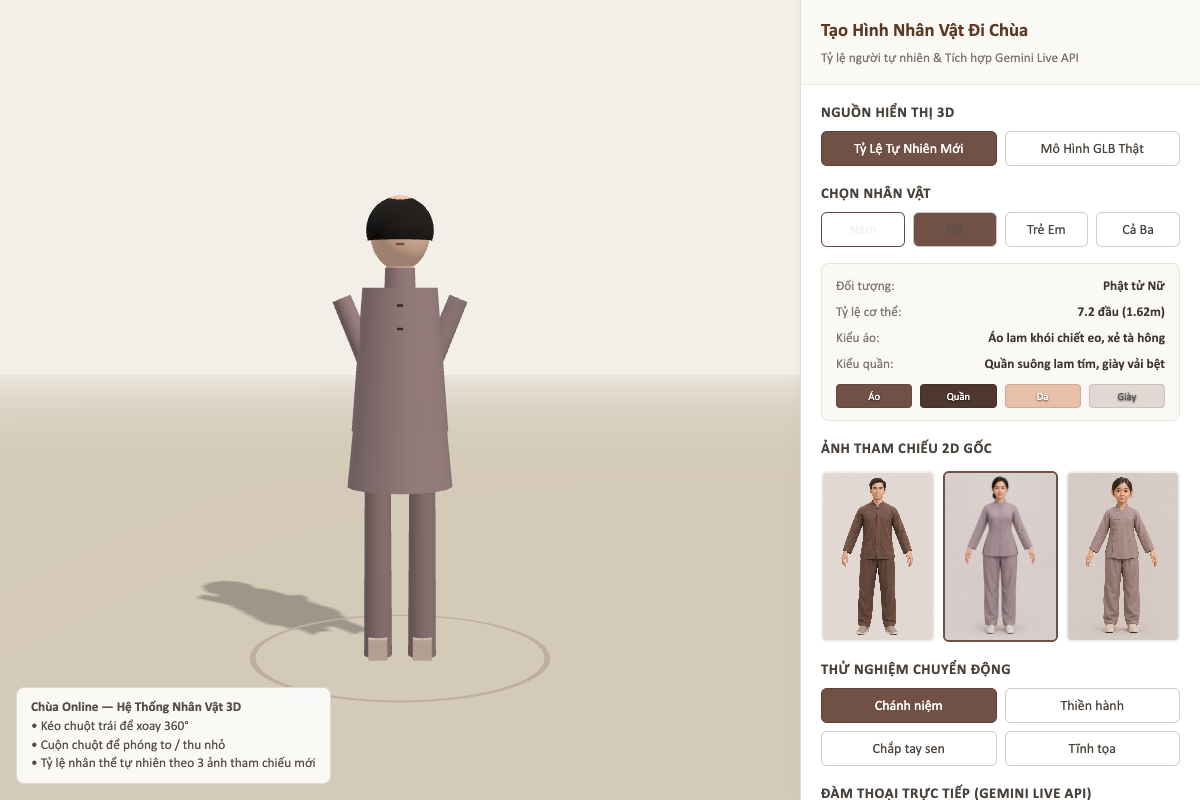 Tạo Hình Nhân Vật Đi Chùa
Tỷ lệ người tự nhiên & Tích hợp Gemini Live API
NGUỒN HIỂN THỊ 3D
Tỷ Lệ Tự Nhiên Mới
Mô Hình GLB Thật
CHỌN NHÂN VẬT
Nam
Nữ
Trẻ Em
Cả Ba
Đối tượng:
Phật tử Nữ
Tỷ lệ cơ thể:
7.2 đầu (1.62m)
Kiểu áo:
Áo lam khói chiết eo, xẻ tà hông
Kiểu quần:
Quần suông lam tím, giày vải bệt
Áo
Quần
Da
Giày
ẢNH THAM CHIẾU 2D GỐC
THỬ NGHIỆM CHUYỂN ĐỘNG
Chánh niệm
Thiền hành
Chắp tay sen
Tĩnh tọa
ĐÀM THOẠI TRỰC TIẾP (GEMINI LIVE API)
Chùa Online — Hệ Thống Nhân Vật 3D
• Kéo chuột trái để xoay 360°
• Cuộn chuột để phóng to / thu nhỏ
• Tỷ lệ nhân thể tự nhiên theo 3 ảnh tham chiếu mới